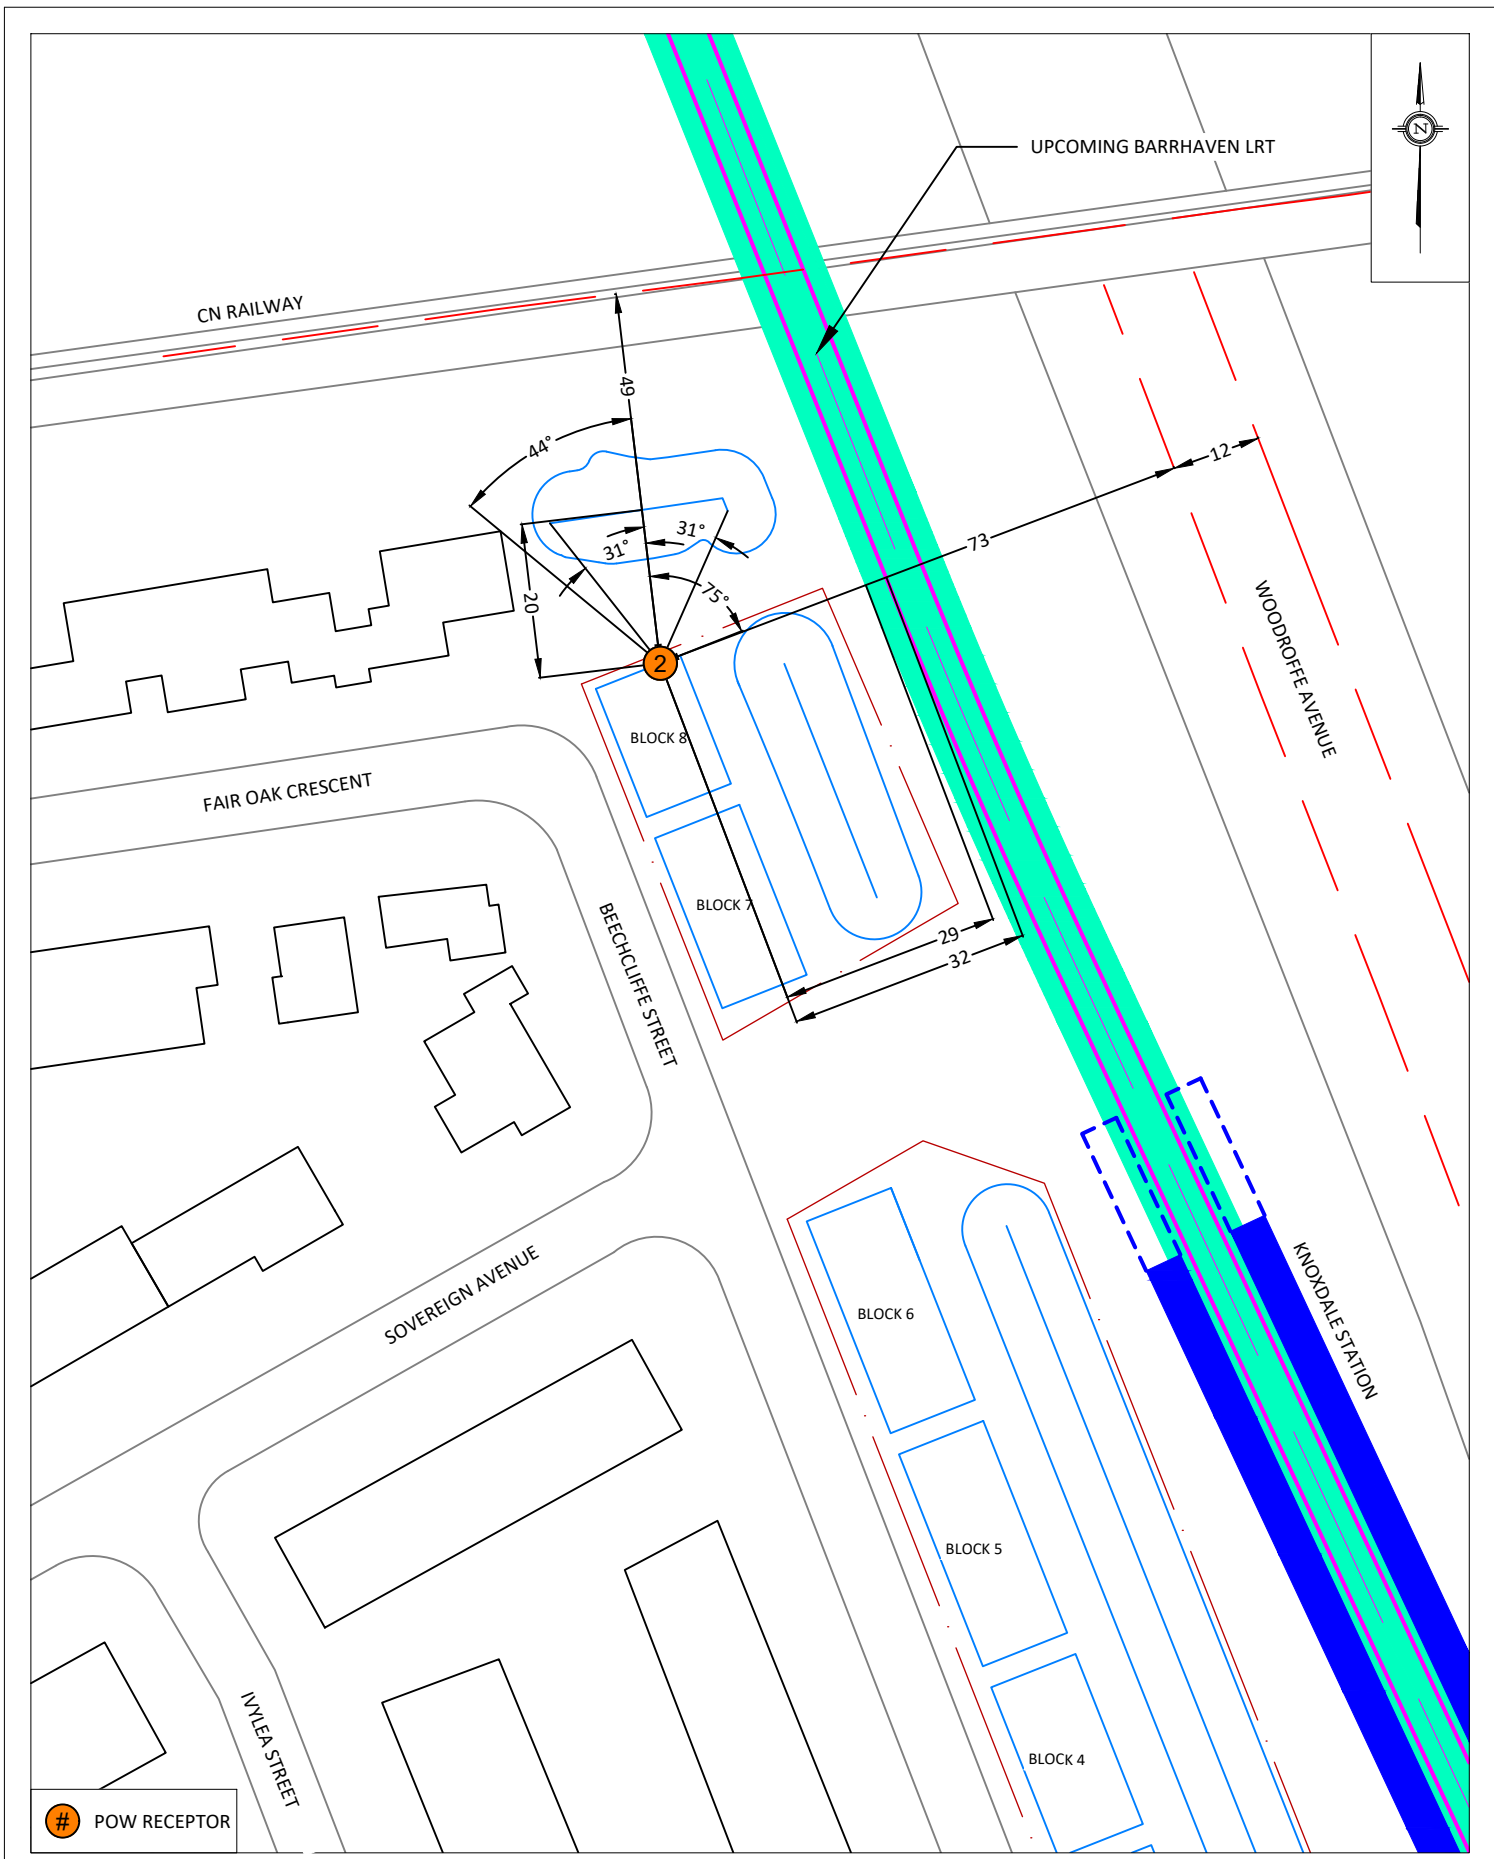 N
UPCOMING BARRHAVEN LRT
CN RAILWAY
49
44°
12
31°
31°
73
75°
20
2
WOODROFFE AVENUE
BLOCK 8
FAIR OAK CRESCENT
BLOCK 7
BEECHCLIFFE STREET
29
32
SOVEREIGN AVENUE
KNOXDALE STATION
BLOCK 6
BLOCK 5
IVYLEA STREET
BLOCK 4
# POW RECEPTOR